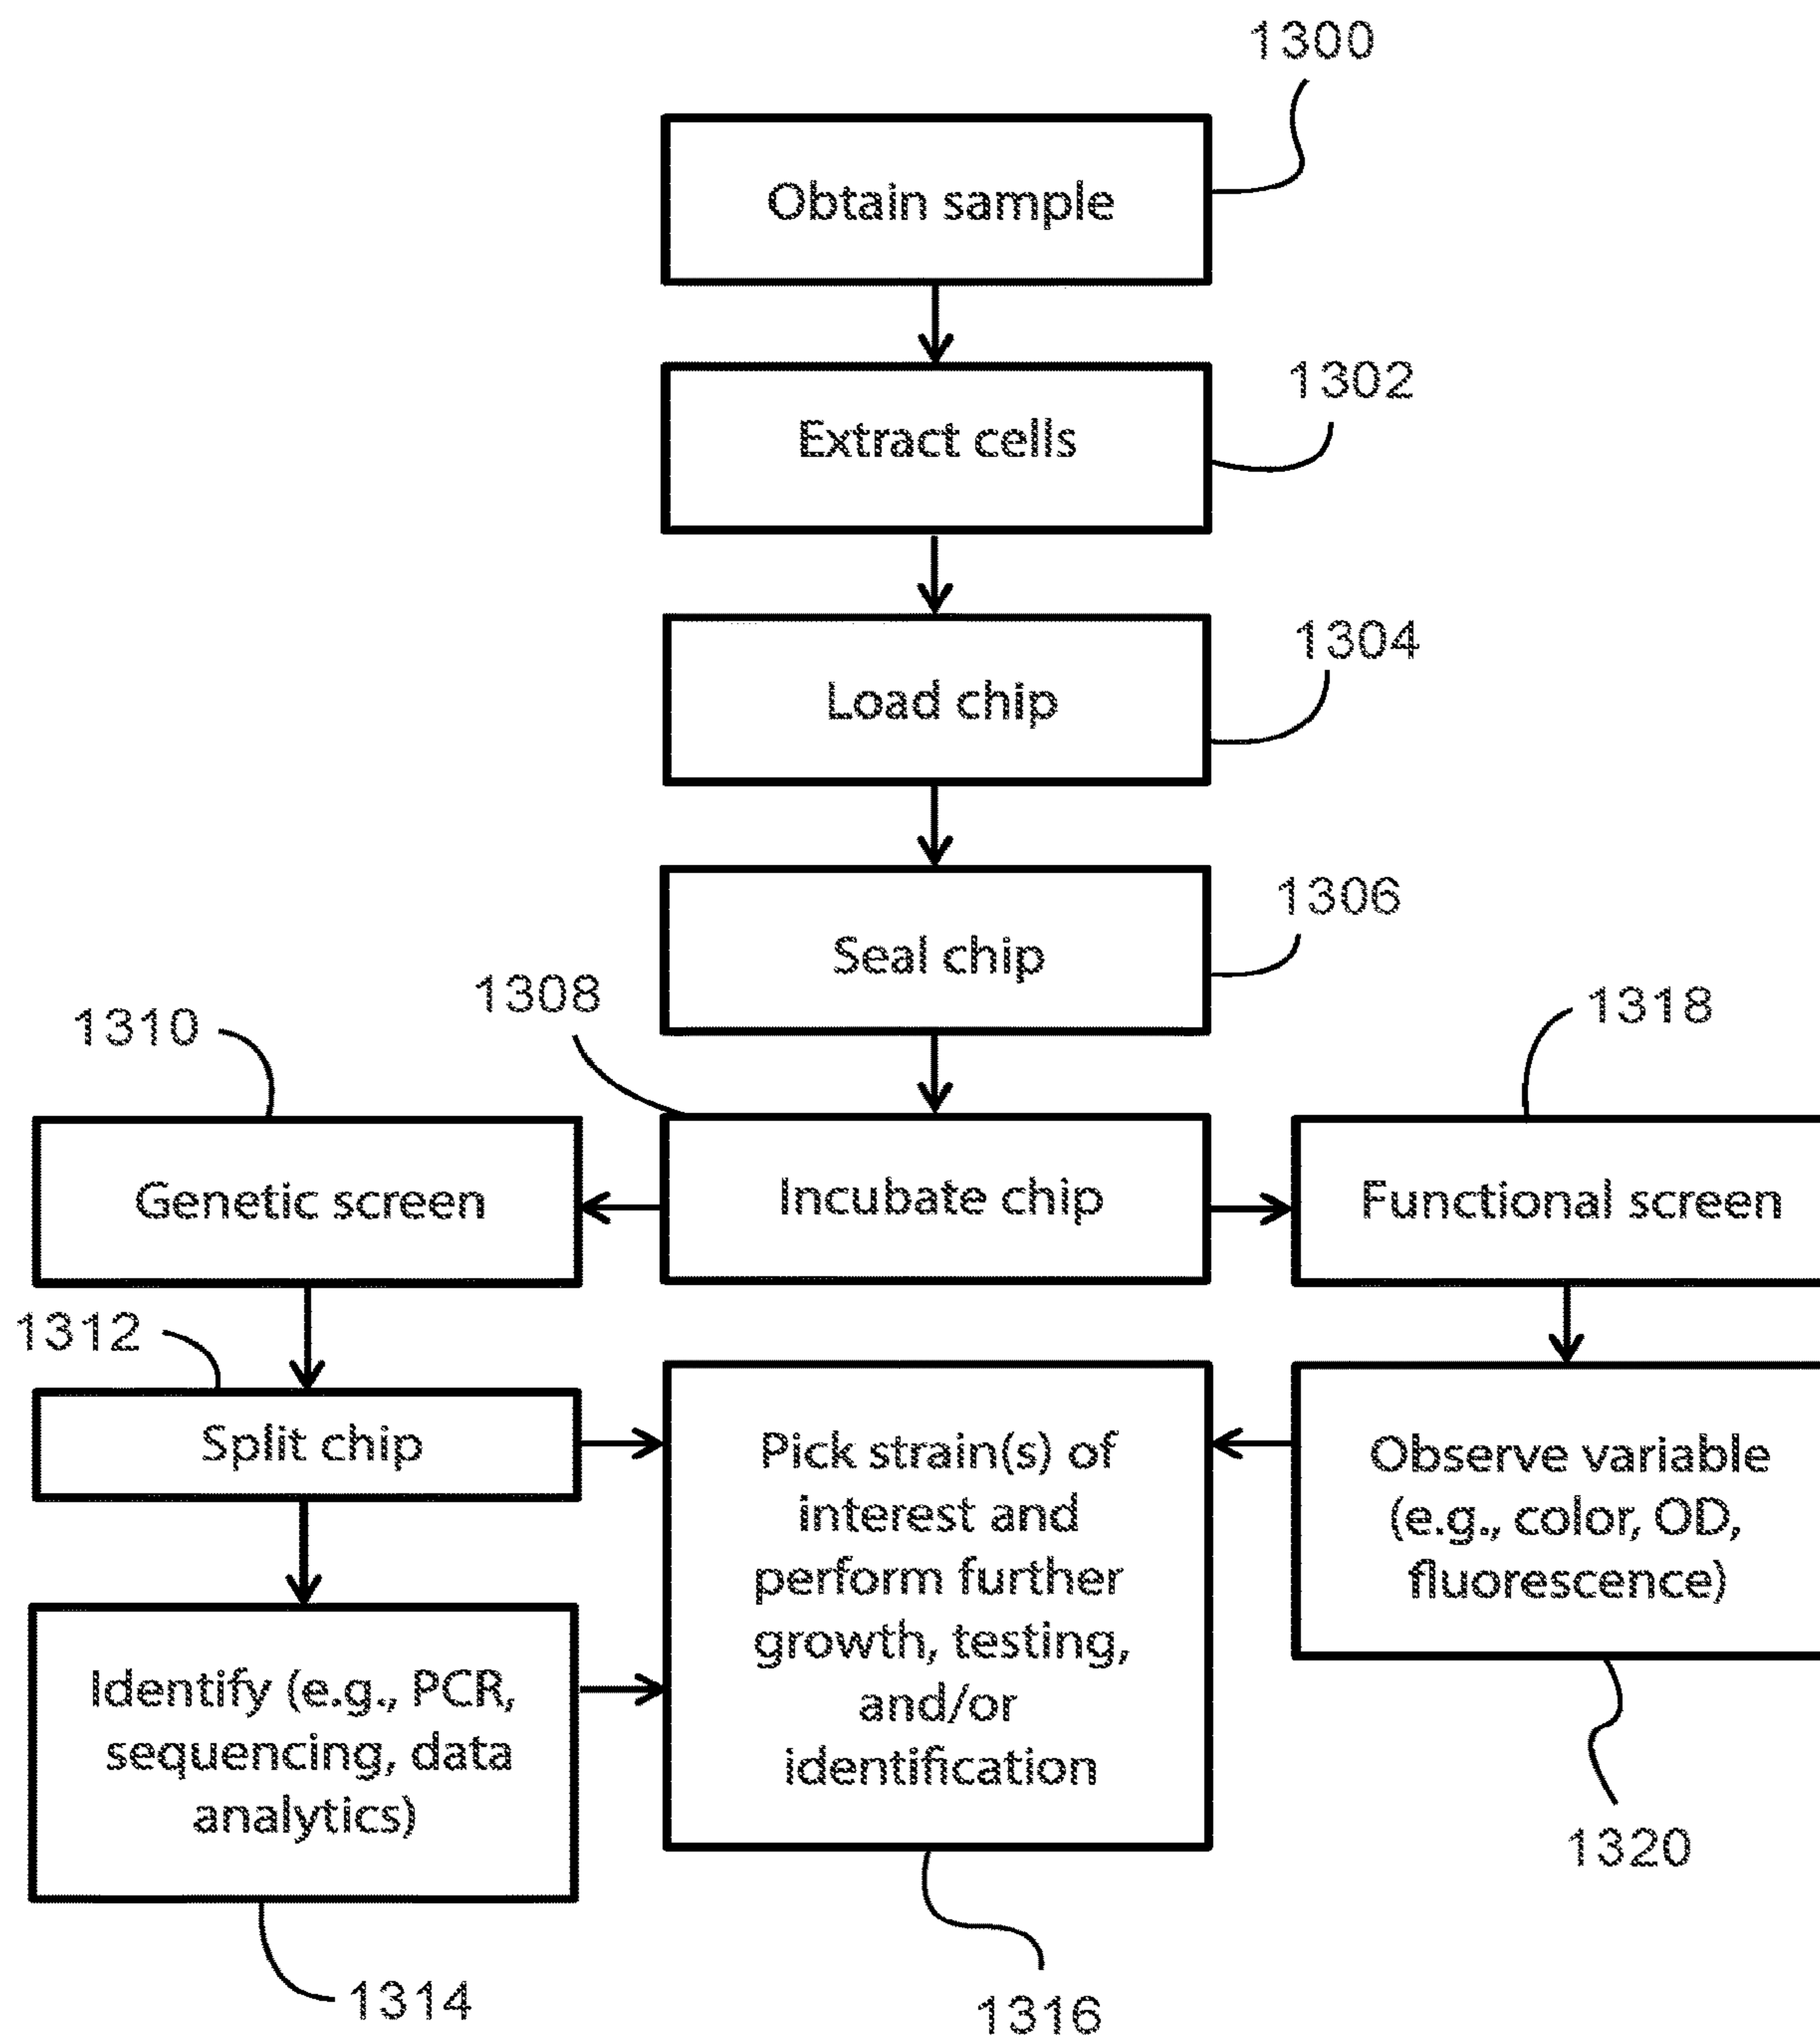 1300
Obtain sample
1302
Extract cells
1304
Load chip
1306
Seal chip
1308
1310
1318
Genetic screen
Incubate chip
Functional screen
1312
Split chip
Pick strain(s) of
interest and
perform further
growth, testing,
and/or
identification
Observe variable
(e.g., color, OD,
fluorescence)
Identify (e.g., PCR,
sequencing, data
analytics)
1320
1314
1316